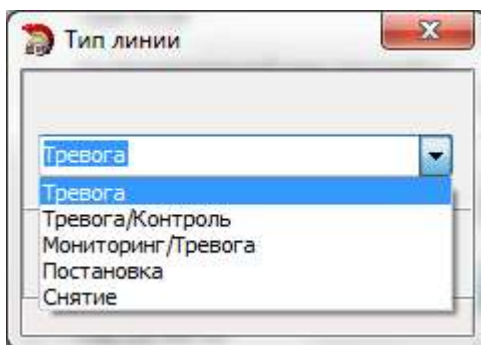 Тип линии
Тревога
Тревога
Тревога/Контроль
Мониторинг/Тревога
Постановка
Снятие